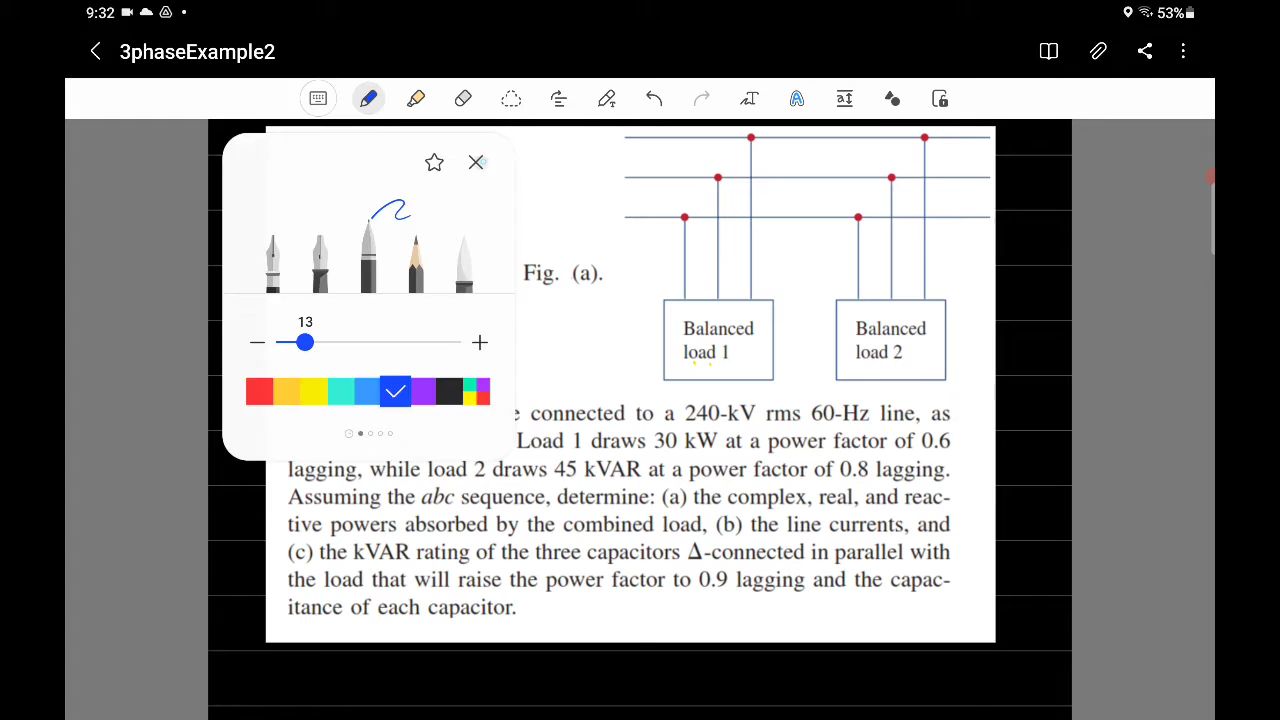 9:32
53%
3phaseExample2
Fig. (a).
13
Balanced
load 1
Balanced
load 2
connected to a 240-kV rms 60-Hz line, as
Load 1 draws 30 kW at a power factor of 0.6
lagging, while load 2 draws 45 kVAR at a power factor of 0.8 lagging.
Assuming the abc sequence, determine: (a) the complex, real, and reac-
tive powers absorbed by the combined load, (b) the line currents, and
(c) the kVAR rating of the three capacitors Δ-connected in parallel with
the load that will raise the power factor to 0.9 lagging and the capac-
itance of each capacitor.